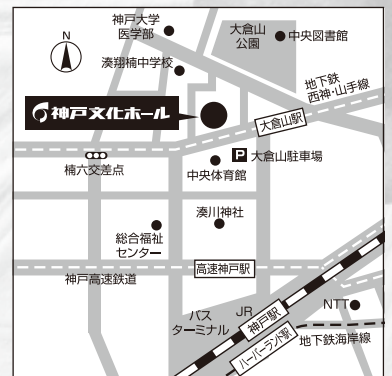 神戸大学
医学部
大倉山
公園
中央図書館
N
湊翔楠中学校
地下鉄
西神・山手線
神戸文化ホール
大倉山駅
P 大倉山駐車場
楠六交差点
中央体育館
湊川神社
総合福祉
センター
高速神戸駅
神戸高速鉄道
バス
ターミナル
JR
神戸駅
NTT
ハーバーランド駅
地下鉄海岸線